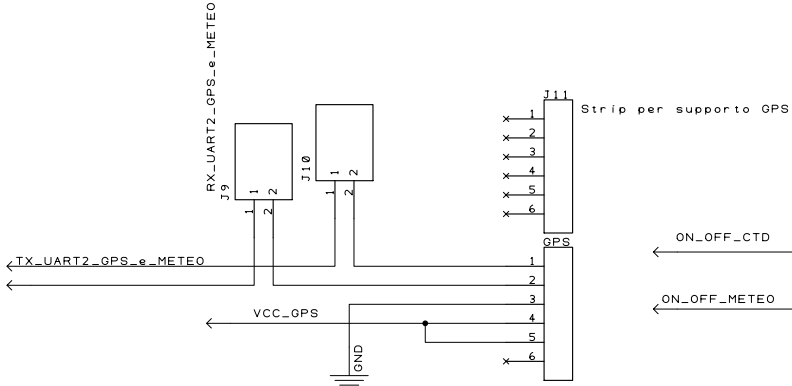 RX_UART2_GPS_e_METEO
J9
1 2
1 2
J10
1 2
1 2
J11
Strip per supporto GPS
1
2
3
4
5
6
TX_UART2_GPS_e_METEO
VCC_GPS
GND
GPS
1
2
3
4
5
6
ON_OFF_CTD
ON_OFF_METEO